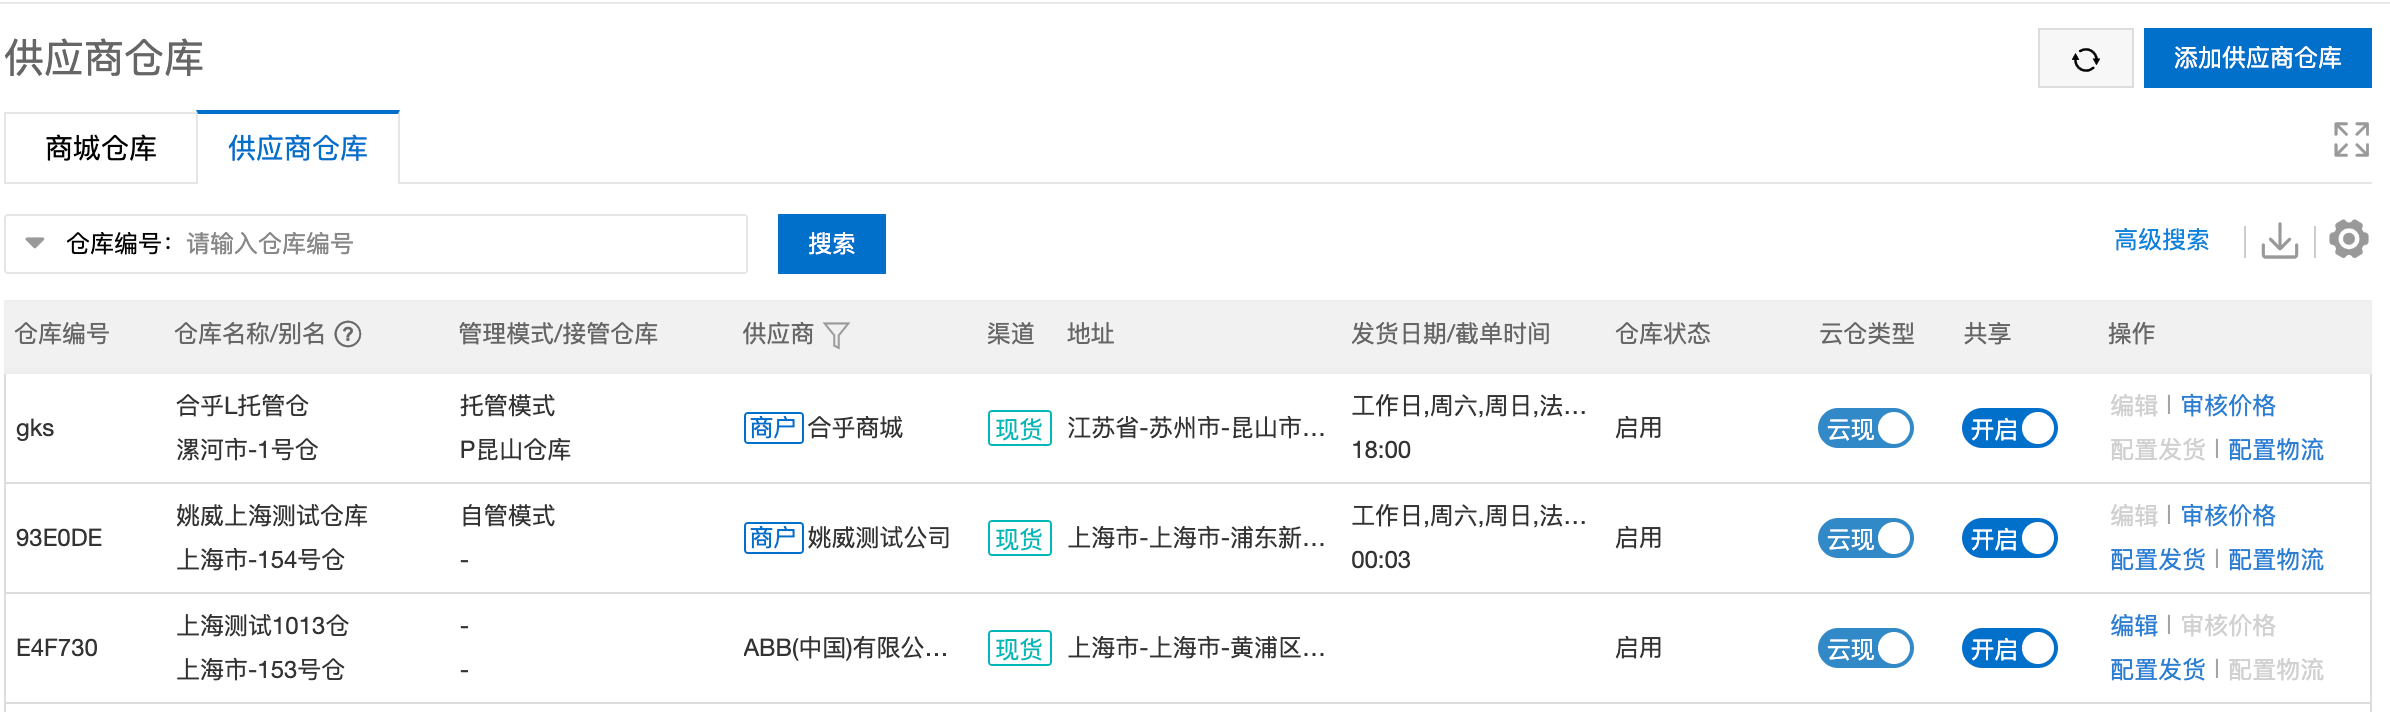 供应商仓库
添加供应商仓库
商城仓库 供应商仓库
仓库编号: 请输入仓库编号 搜索 高级搜索
仓库编号 仓库名称/别名 ? 管理模式/接管仓库 供应商 渠道 地址 发货日期/截单时间 仓库状态 云仓类型 共享 操作
合乎L托管仓 托管模式 工作日,周六,周日,法... 编辑 | 审核价格
gks 商户 合乎商城 现货 江苏省-苏州市-昆山市... 启用 云现 开启
漯河市-1号仓 P昆山仓库 18:00 配置发货 | 配置物流
姚威上海测试仓库 自管模式 工作日,周六,周日,法... 编辑 | 审核价格
93E0DE 商户 姚威测试公司 现货 上海市-上海市-浦东新... 启用 云现 开启
上海市-154号仓 - 00:03 配置发货 | 配置物流
上海测试1013仓 - 编辑 | 审核价格
E4F730 ABB(中国)有限公... 现货 上海市-上海市-黄浦区... 启用 云现 开启
上海市-153号仓 - 配置发货 | 配置物流